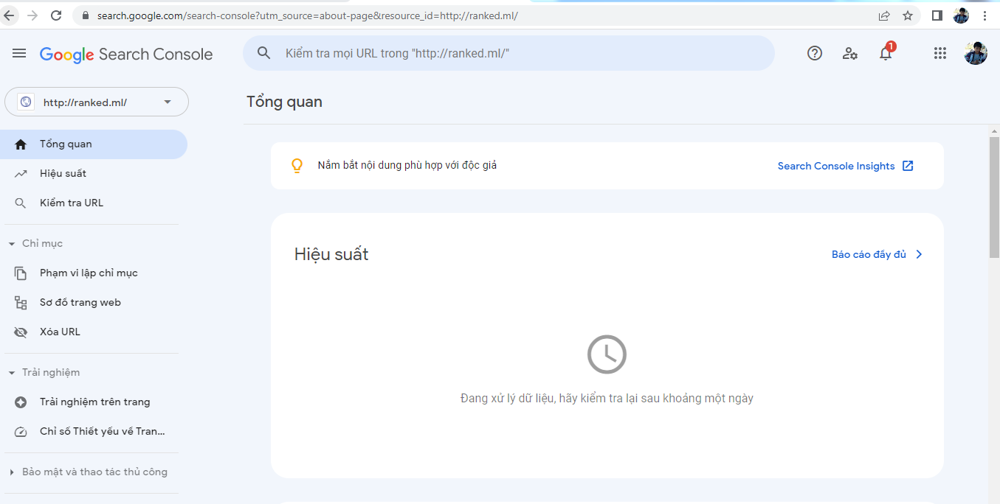 search.google.com/search-console?utm_source=about-page&resource_id=http://ranked.ml/
Google Search Console
Kiểm tra mọi URL trong "http://ranked.ml/"
1
http://ranked.ml/
Tổng quan
Tổng quan
Hiệu suất
Kiểm tra URL
Chỉ mục
Phạm vi lập chỉ mục
Sơ đồ trang web
Xóa URL
Trải nghiệm
Trải nghiệm trên trang
Chỉ số Thiết yếu về Tran...
Bảo mật và thao tác thủ công
Nắm bắt nội dung phù hợp với độc giả
Search Console Insights
Hiệu suất
Báo cáo đầy đủ
Đang xử lý dữ liệu, hãy kiểm tra lại sau khoảng một ngày